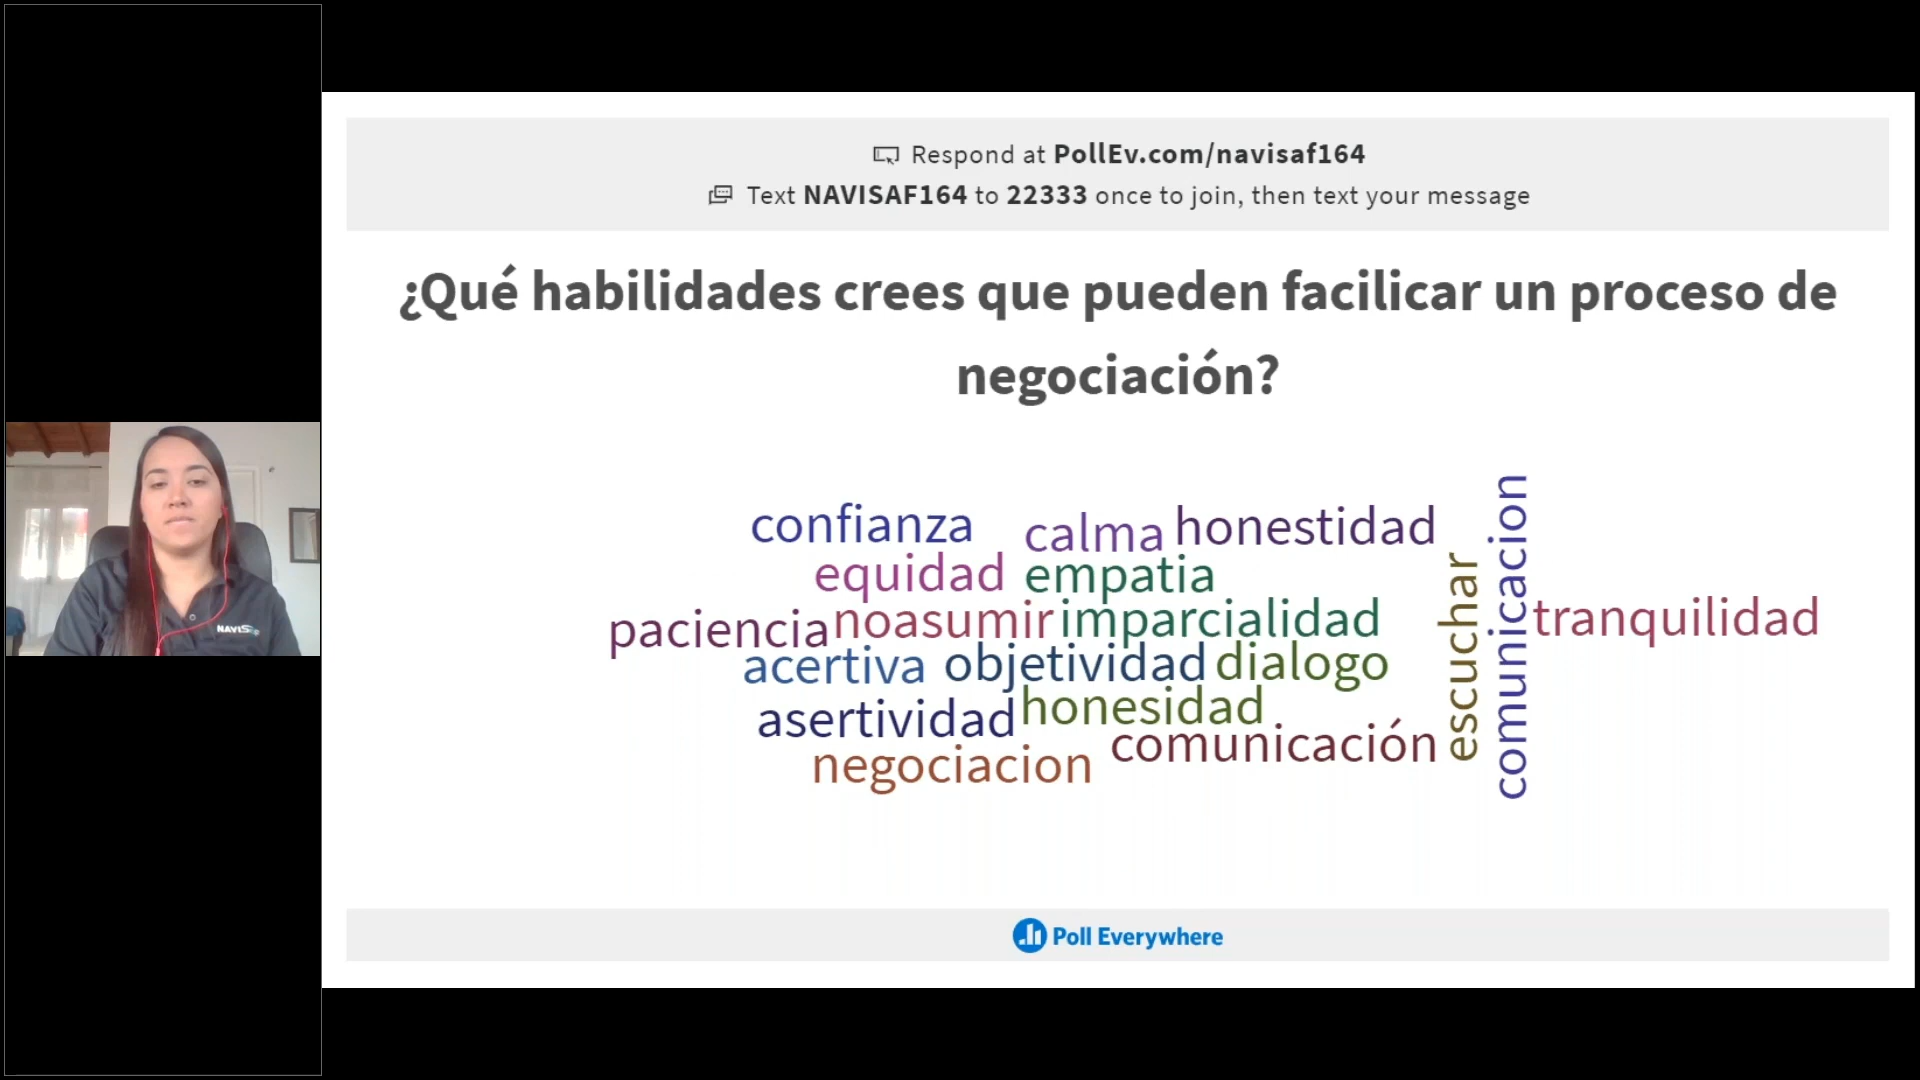 Respond at PollEv.com/navisaf164
Text NAVISAF164 to 22333 once to join, then text your message
¿Qué habilidades crees que pueden facilicar un proceso de
negociación?
confianza calma honestidad
equidad empatia
paciencia noasumir imparcialidad
tranquilidad
acertiva objetividad dialogo
asertividad honesidad
negociacion comunicación
escuchar
comunicacion
Poll Everywhere